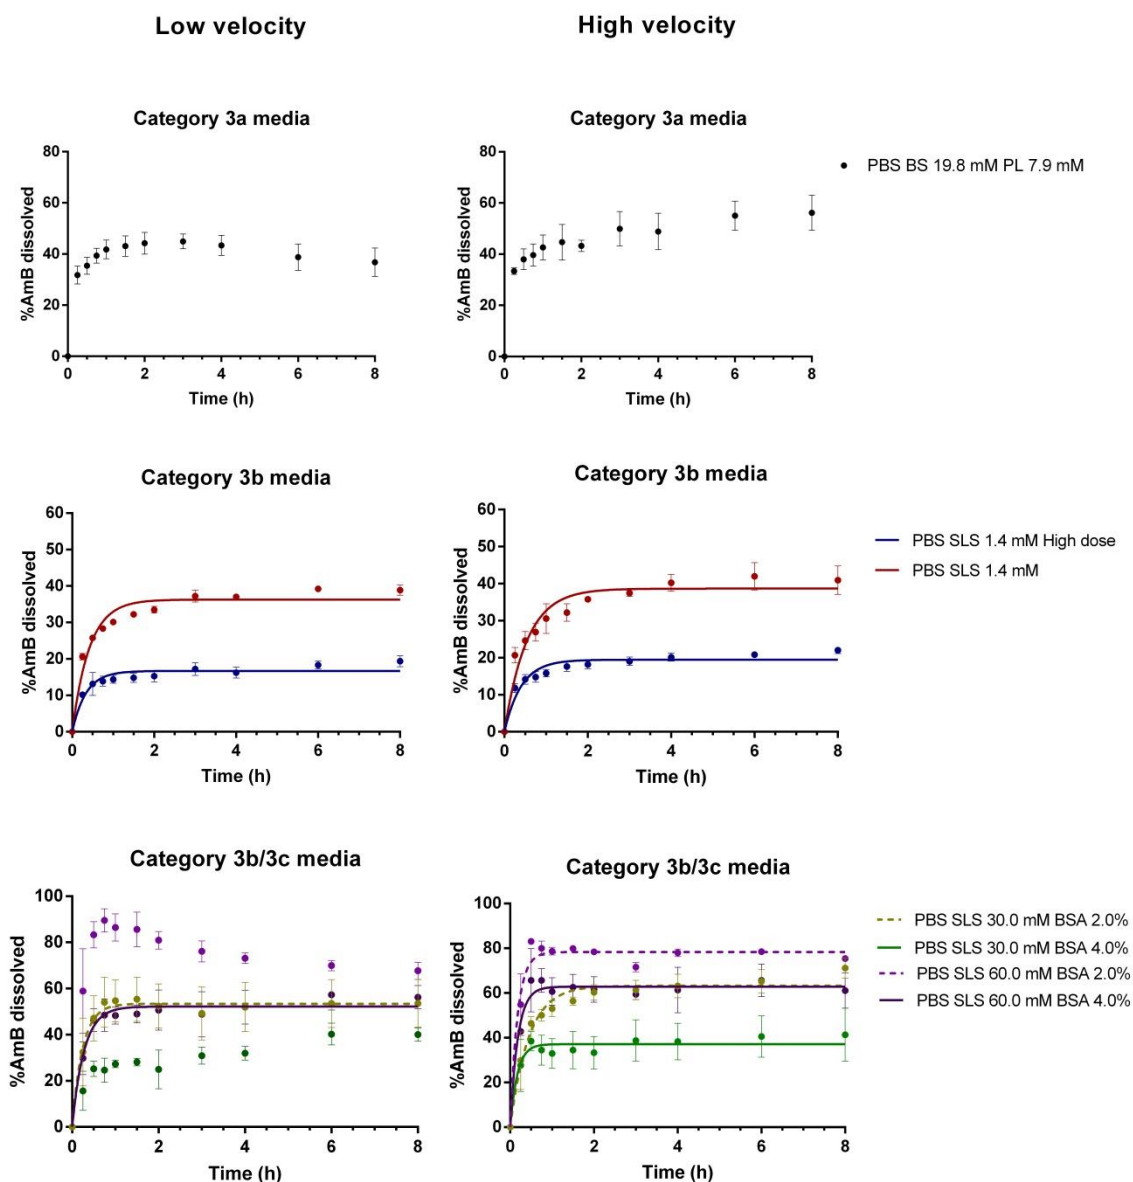 Low velocity
High velocity
Category 3a media
%AmB dissolved
80
60
40
20
0
0 2 4 6 8
Time (h)
Category 3a media
%AmB dissolved
80
60
40
20
0
0 2 4 6 8
Time (h)
PBS BS 19.8 mM PL 7.9 mM
Category 3b media
%AmB dissolved
60
50
40
30
20
10
0
0 2 4 6 8
Time (h)
Category 3b media
%AmB dissolved
60
50
40
30
20
10
0
0 2 4 6 8
Time (h)
PBS SLS 1.4 mM High dose
PBS SLS 1.4 mM
Category 3b/3c media
%AmB dissolved
100
80
60
40
20
0
0 2 4 6 8
Time (h)
Category 3b/3c media
%AmB dissolved
100
80
60
40
20
0
0 2 4 6 8
Time (h)
PBS SLS 30.0 mM BSA 2.0%
PBS SLS 30.0 mM BSA 4.0%
PBS SLS 60.0 mM BSA 2.0%
PBS SLS 60.0 mM BSA 4.0%